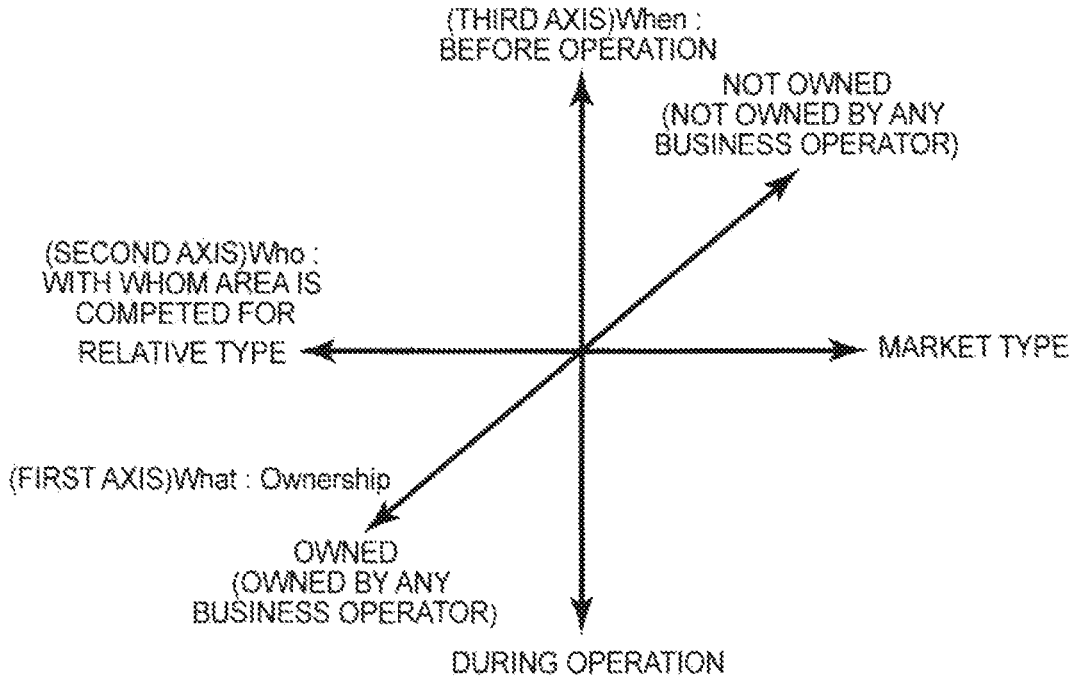 (THIRD AXIS)When :
BEFORE OPERATION
NOT OWNED
(NOT OWNED BY ANY
BUSINESS OPERATOR)
(SECOND AXIS)Who :
WITH WHOM AREA IS
COMPETED FOR
RELATIVE TYPE
MARKET TYPE
(FIRST AXIS)What : Ownership
OWNED
(OWNED BY ANY
BUSINESS OPERATOR)
DURING OPERATION